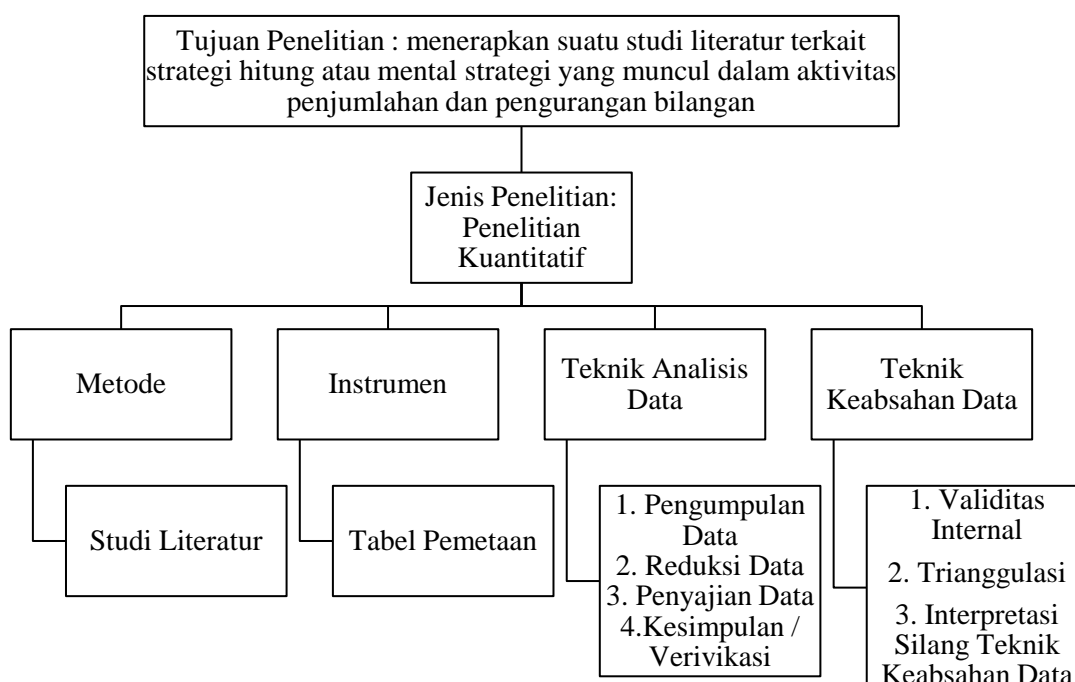 Tujuan Penelitian : menerapkan suatu studi literatur terkait
strategi hitung atau mental strategi yang muncul dalam aktivitas
penjumlahan dan pengurangan bilangan
Jenis Penelitian:
Penelitian
Kuantitatif
Metode
Instrumen
Teknik Analisis
Data
Teknik
Keabsahan Data
Studi Literatur
Tabel Pemetaan
1. Pengumpulan
Data
2. Reduksi Data
3. Penyajian Data
4.Kesimpulan /
Verivikasi
1. Validitas
Internal
2. Trianggulasi
3. Interpretasi
Silang Teknik
Keabsahan Data